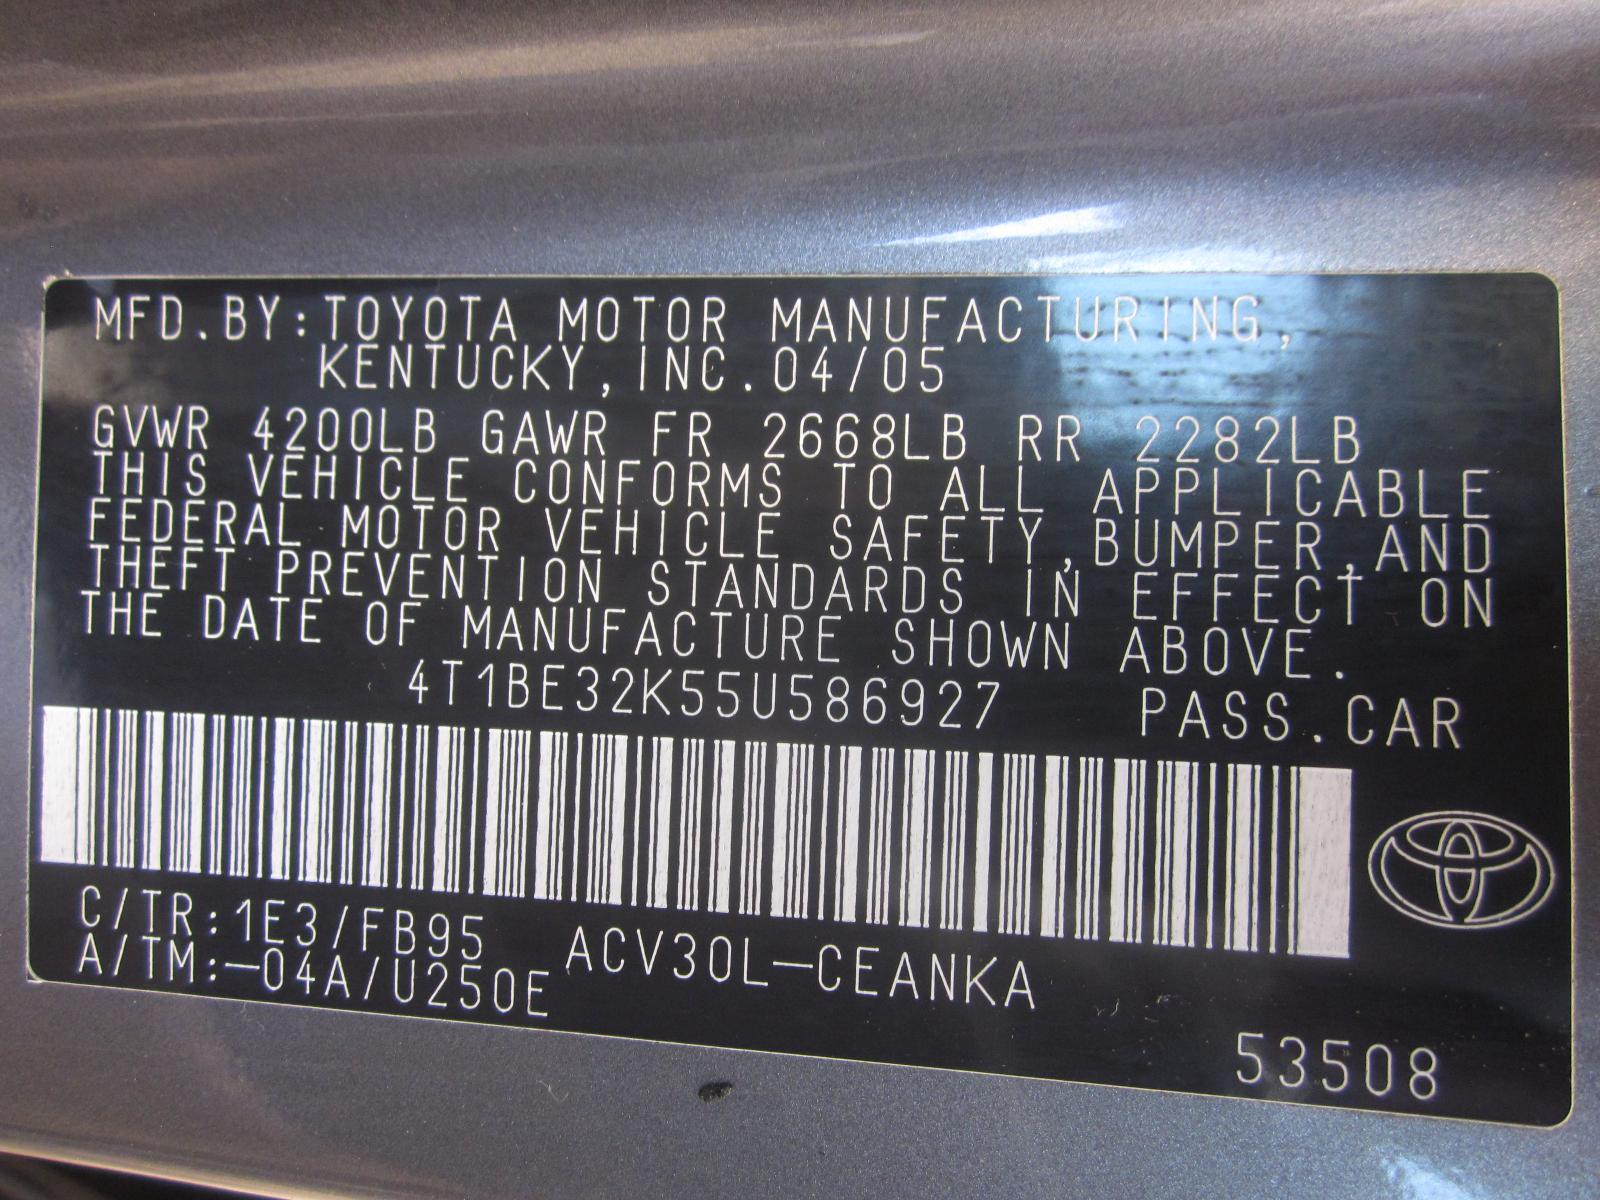 MFD.BY:TOYOTA MOTOR MANUFACTURING,
KENTUCKY,INC.04/05
GVWR 4200LB GAWR FR 2668LB RR 2282LB
THIS VEHICLE CONFORMS TO ALL APPLICABLE
FEDERAL MOTOR VEHICLE SAFETY,BUMPER,AND
THEFT PREVENTION STANDARDS IN EFFECT ON
THE DATE OF MANUFACTURE SHOWN ABOVE.
4T1BE32K55U586927 PASS.CAR
C/TR:1E3/FB95
A/TM:-04A/U250E
ACV30L-CEANKA
53508